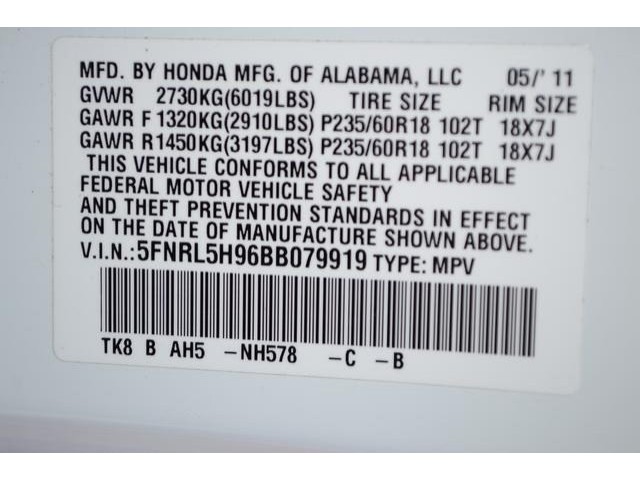 MFD. BY HONDA MFG. OF ALABAMA, LLC 05/' 11
GVWR 2730KG(6019LBS) TIRE SIZE RIM SIZE
GAWR F 1320KG(2910LBS) P235/60R18 102T 18X7J
GAWR R1450KG(3197LBS) P235/60R18 102T 18X7J
THIS VEHICLE CONFORMS TO ALL APPLICABLE
FEDERAL MOTOR VEHICLE SAFETY
AND THEFT PREVENTION STANDARDS IN EFFECT
ON THE DATE OF MANUFACTURE SHOWN ABOVE.
V.I.N.:5FNRL5H96BB079919 TYPE: MPV
TK8 B AH5 -NH578 -C -B